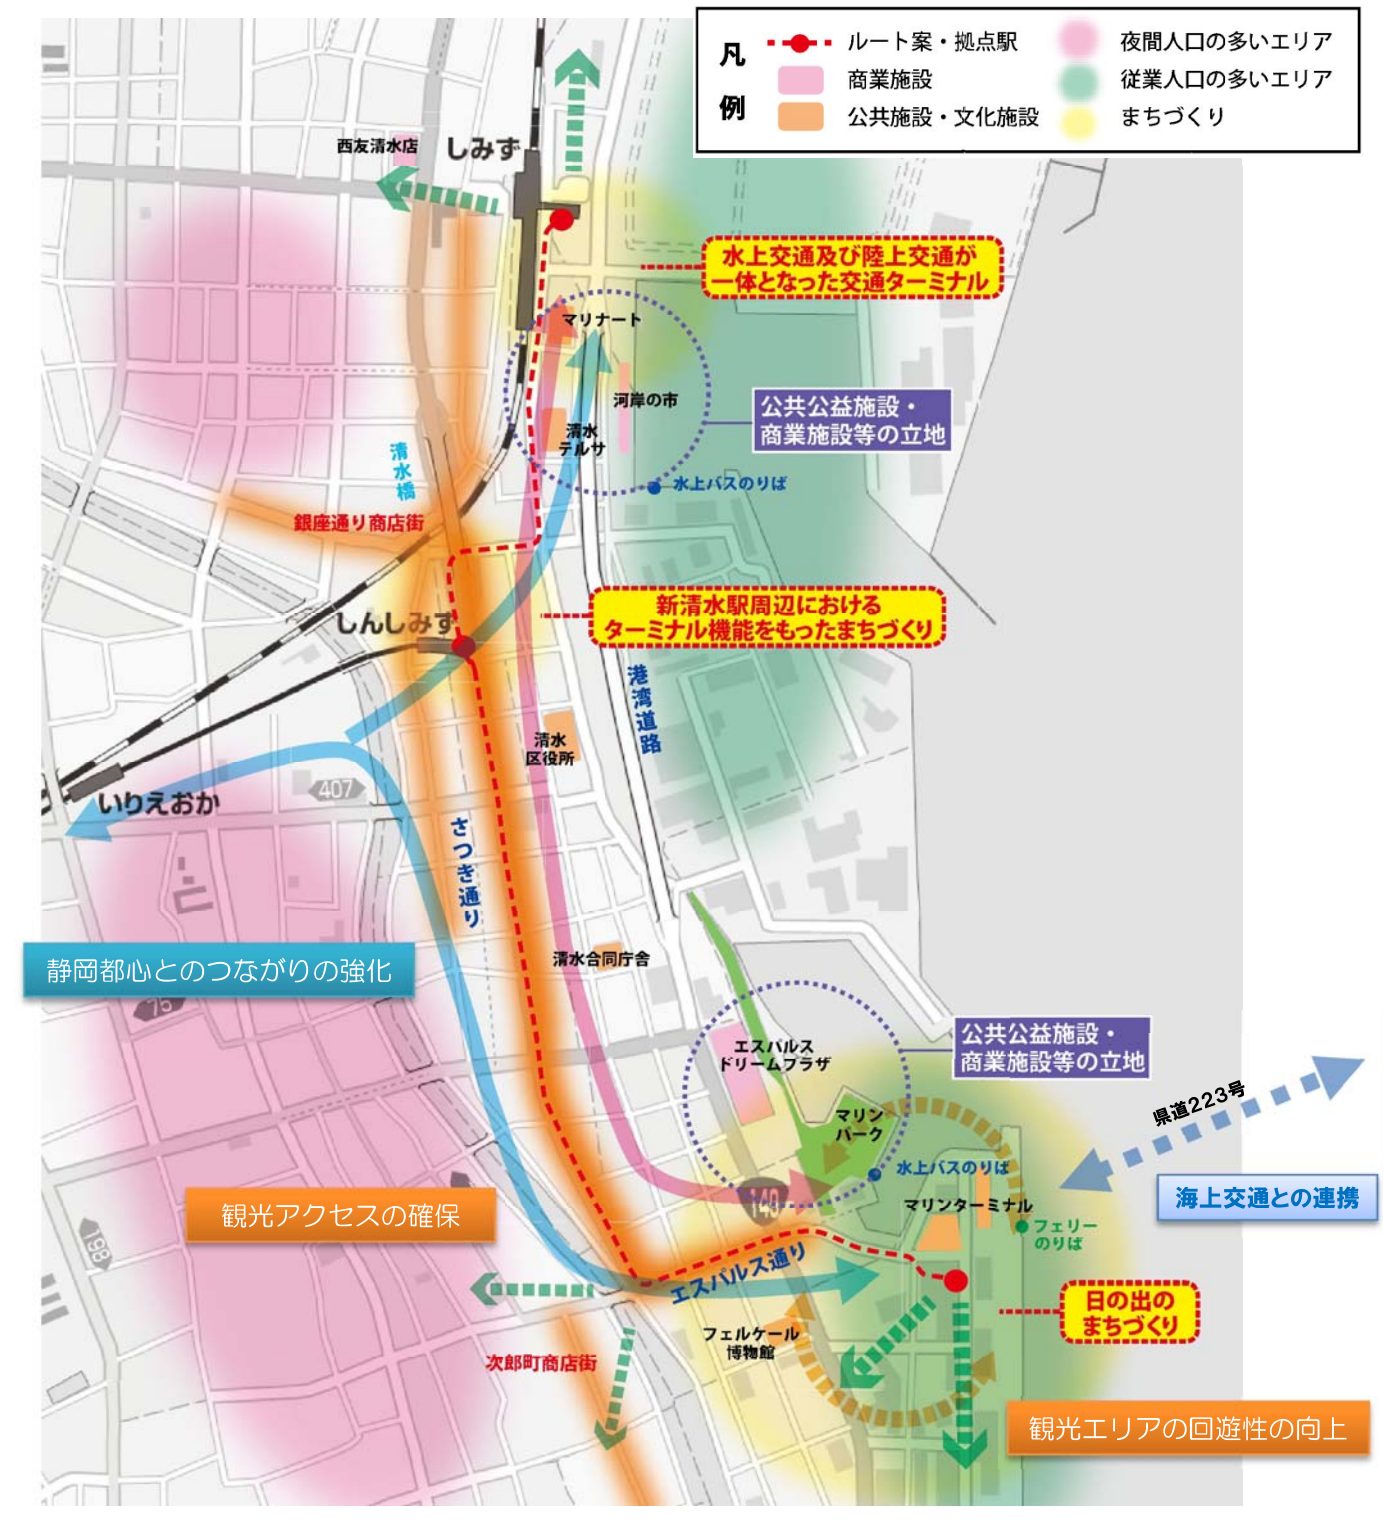 凡例
ルート案・拠点駅
商業施設
公共施設・文化施設
夜間人口の多いエリア
従業人口の多いエリア
まちづくり
西友清水店
しみず
水上交通及び陸上交通が
一体となった交通ターミナル
マリナート
河岸の市
清水
テルサ
公共公益施設・
商業施設等の立地
水上バスのりば
清水橋
銀座通り商店街
しんしみず
新清水駅周辺における
ターミナル機能をもったまちづくり
港湾道路
清水
区役所
いりえおか
407
さつき通り
静岡都心とのつながりの強化
75
清水合同庁舎
エスパルス
ドリームプラザ
公共公益施設・
商業施設等の立地
県道223号
マリン
パーク
水上バスのりば
海上交通との連携
149
マリンターミナル
フェリー
のりば
観光アクセスの確保
198
エスパルス通り
日の出の
まちづくり
フェルケール
博物館
次郎町商店街
観光エリアの回遊性の向上